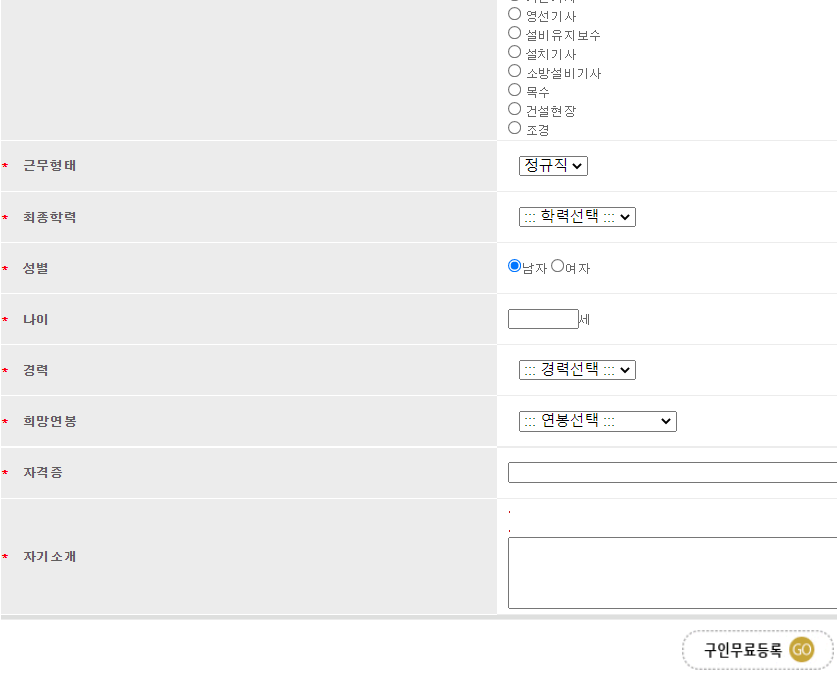 영선기사
설비유지보수
설치기사
소방설비기사
목수
건설현장
조경
* 근무형태 정규직
* 최종학력 ::: 학력선택 :::
* 성별 남자 여자
* 나이 세
* 경력 ::: 경력선택 :::
* 희망연봉 ::: 연봉선택 :::
* 자격증
* 자기소개
.
.
구인무료등록 GO